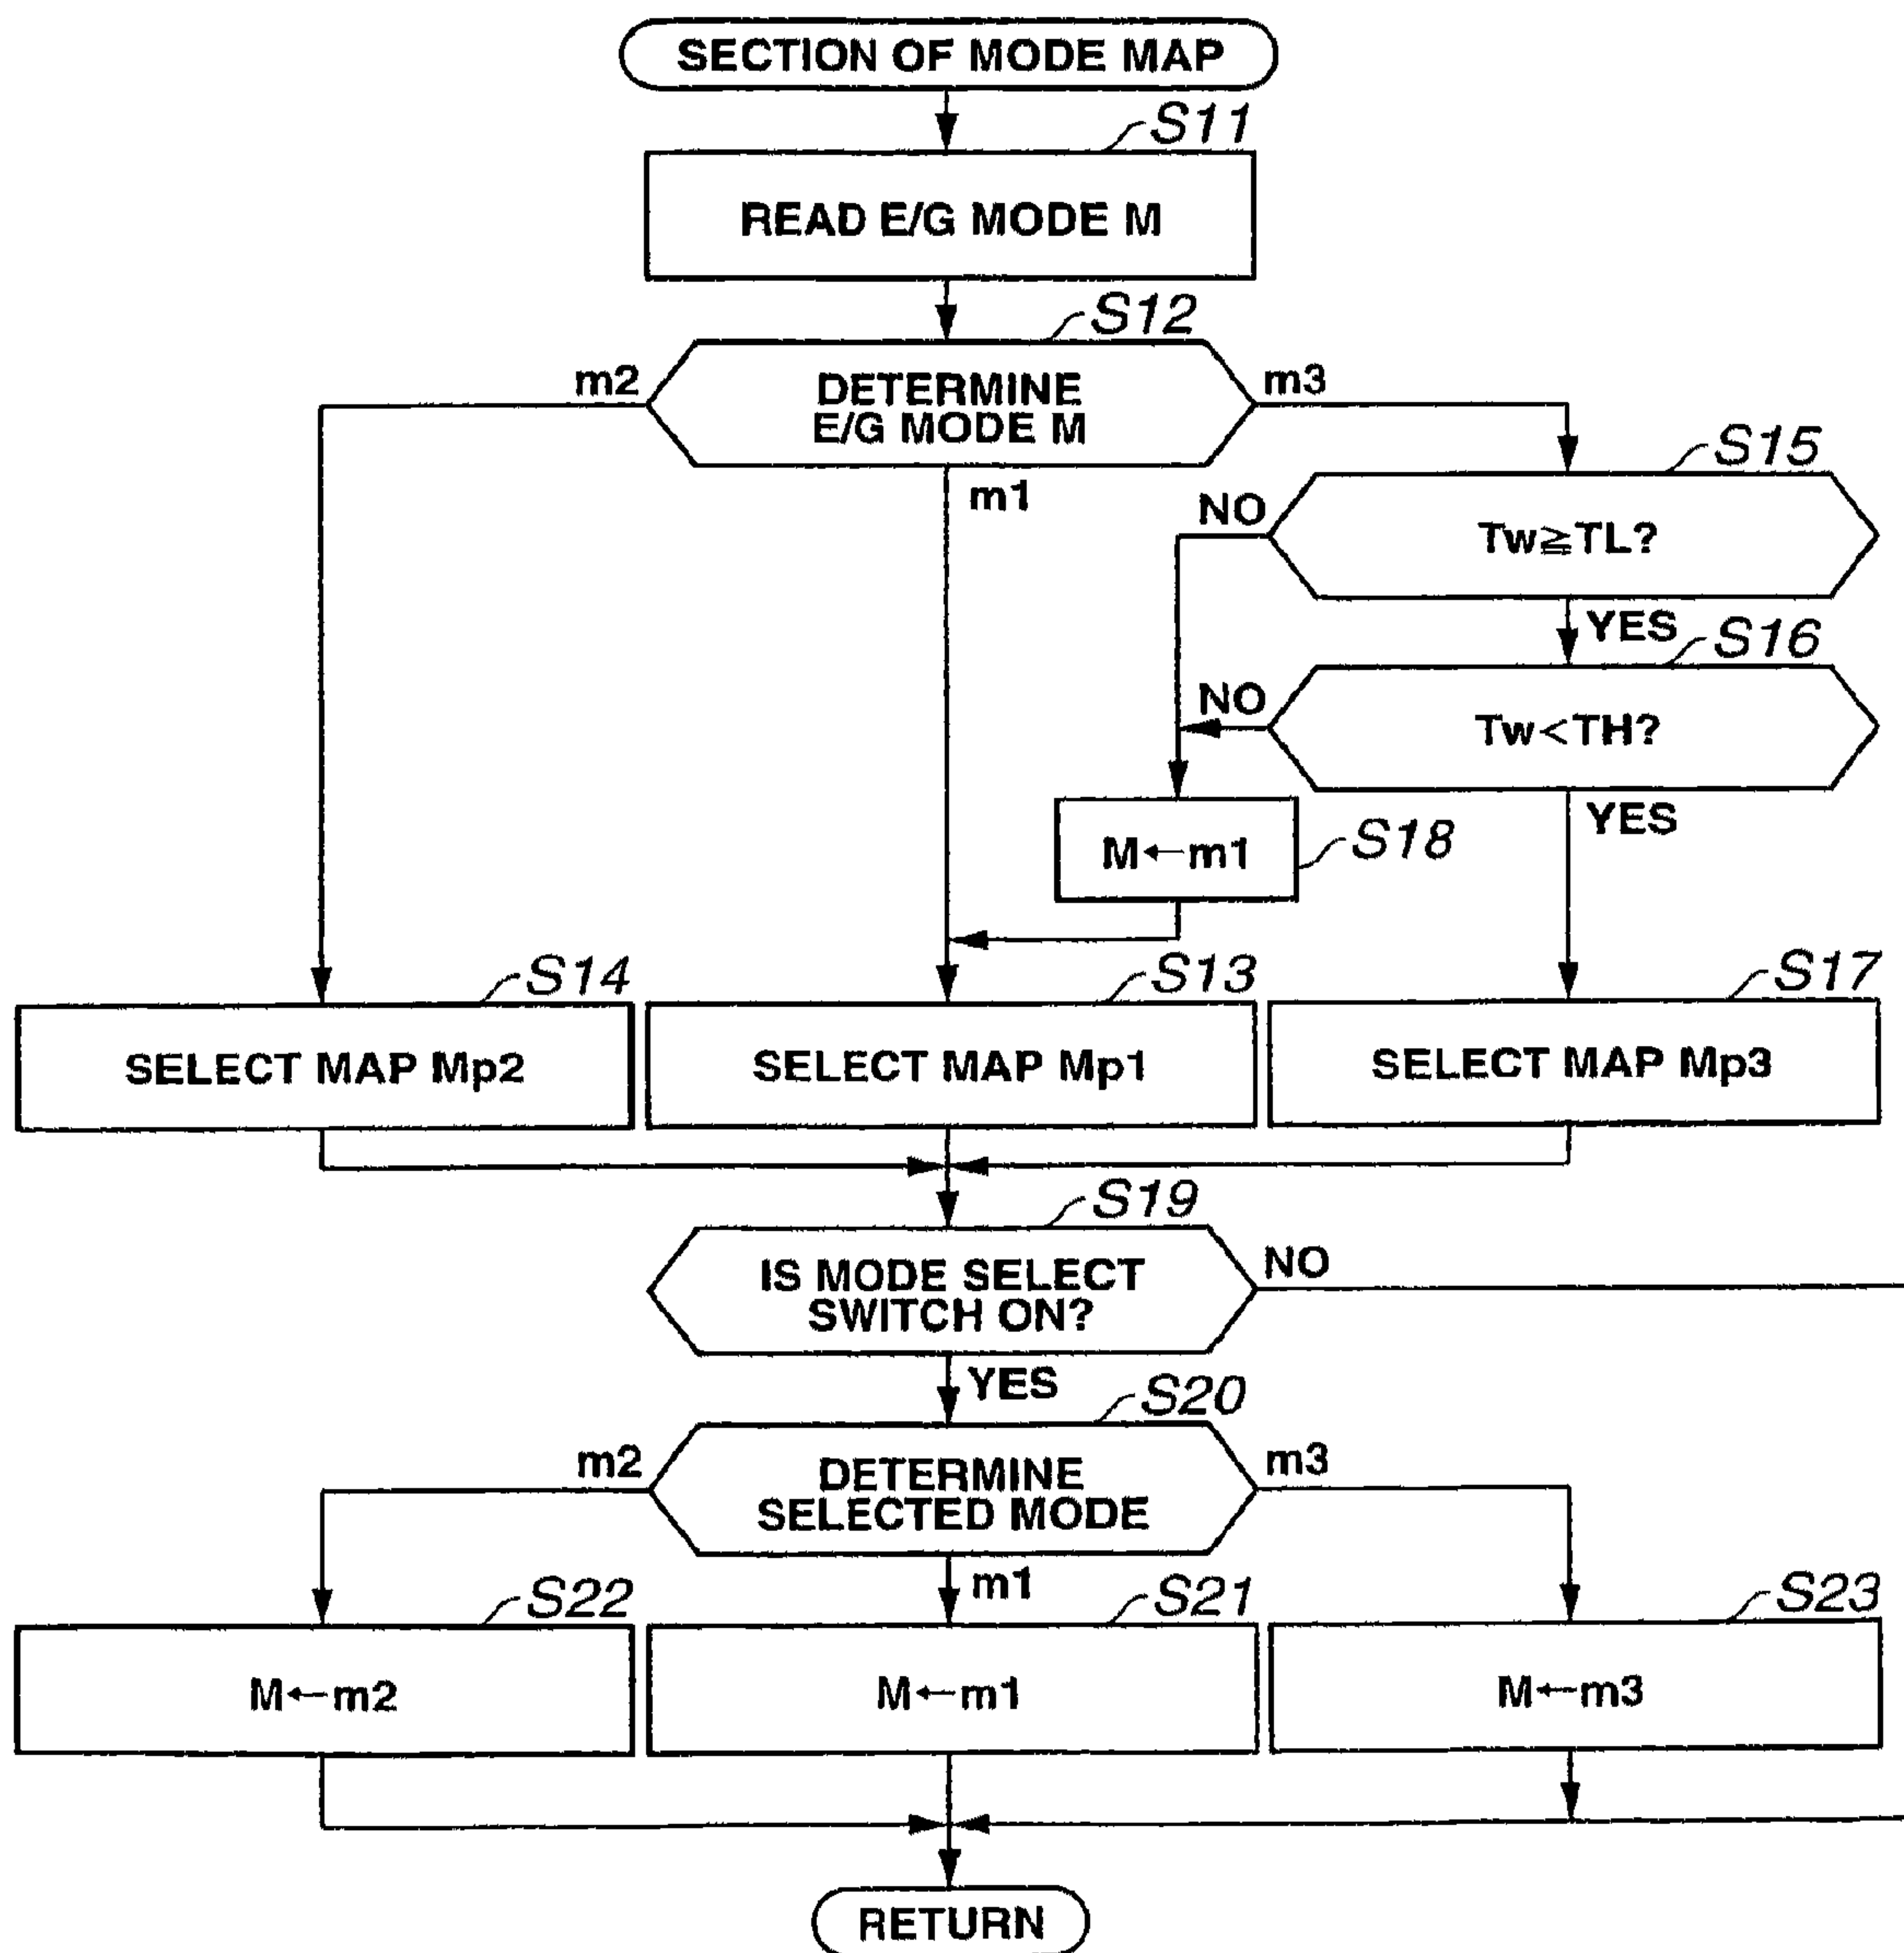 SECTION OF MODE MAP
S11
READ E/G MODE M
S12
m2
DETERMINE
E/G MODE M
m3
m1
S15
NO
Tw≧TL?
YES
S16
NO
Tw<TH?
YES
M←m1
S18
S14
S13
S17
SELECT MAP Mp2
SELECT MAP Mp1
SELECT MAP Mp3
S19
IS MODE SELECT
SWITCH ON?
NO
YES
S20
m2
DETERMINE
SELECTED MODE
m3
m1
S22
S21
S23
M←m2
M←m1
M←m3
RETURN